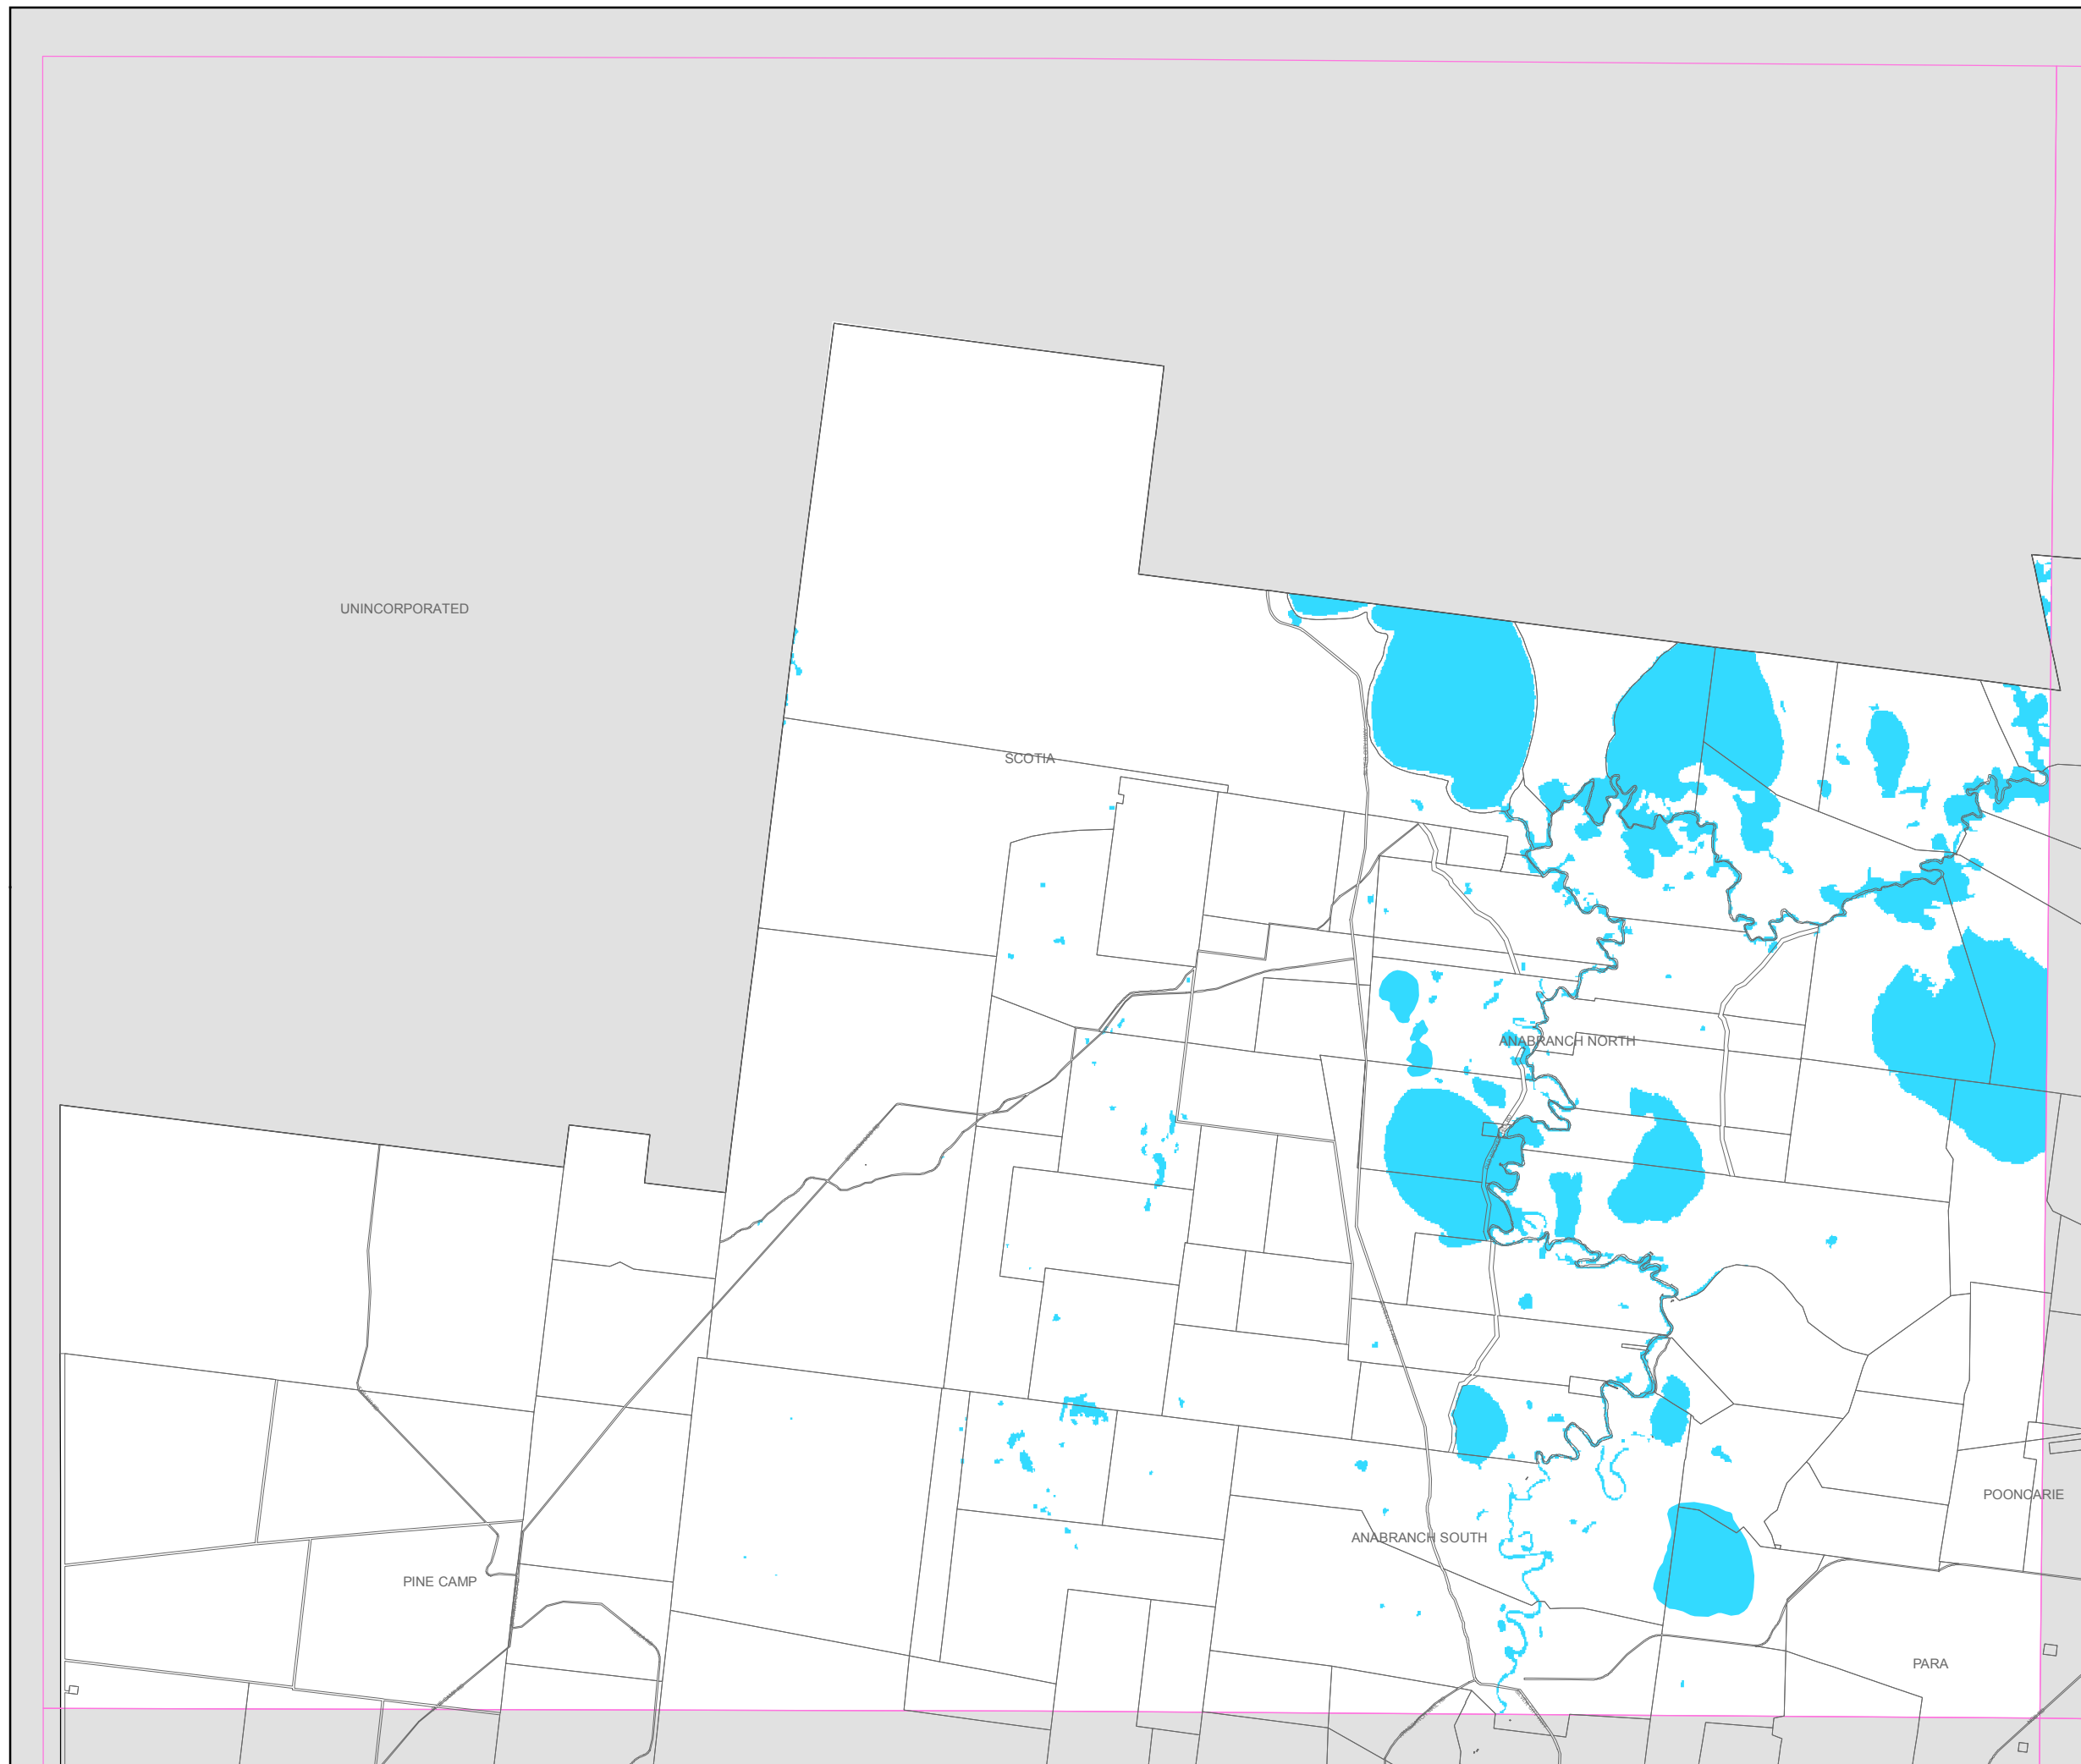 UNINCORPORATED
SCOTIA
ANABRANCH NORTH
POONCARIE
ANABRANCH SOUTH
PINE CAMP
PARA